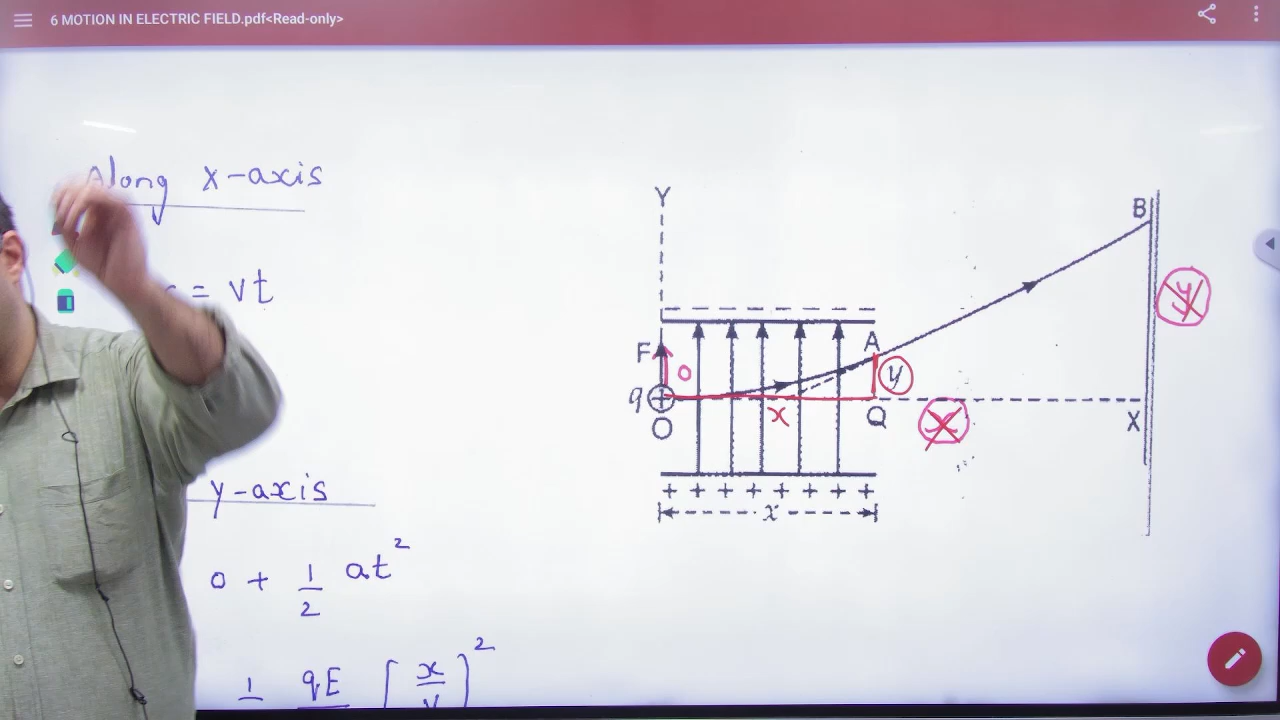 6 MOTION IN ELECTRIC FIELD.pdf<Read-only>
Along x-axis
= vt
y-axis
0 + 1/2 at²
1 qE [x/v)²
Y
B
y
A
F
0
y
q +
O
x
Q
x
X
+ + + + + + + +
x